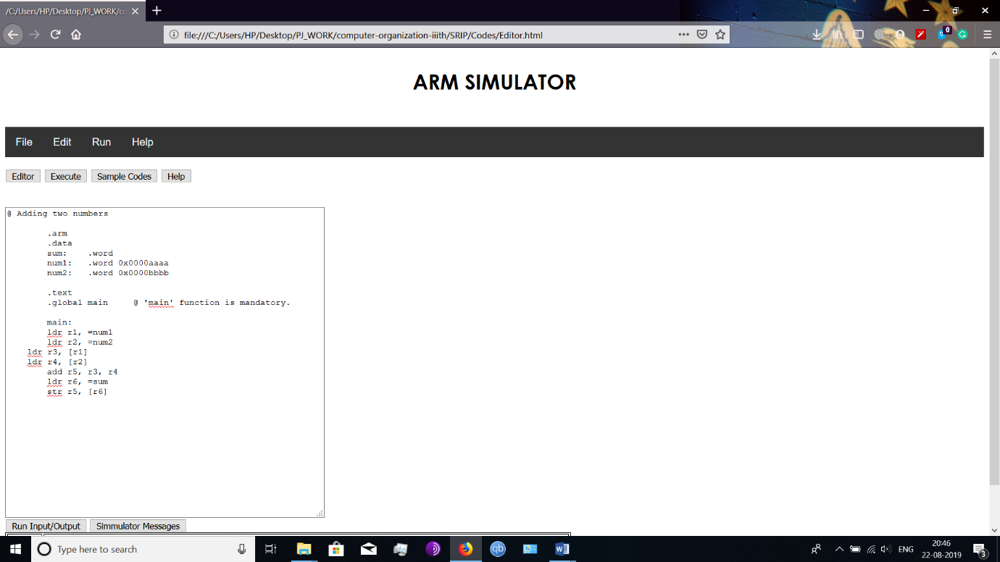 /C:/Users/HP/Desktop/PJ_WORK/co
file:///C:/Users/HP/Desktop/PJ_WORK/computer-organization-iiith/SRIP/Codes/Editor.html
0
ARM SIMULATOR
File Edit Run Help
Editor Execute Sample Codes Help
@ Adding two numbers
.arm
.data
sum: .word
num1: .word 0x0000aaaa
num2: .word 0x0000bbbb
.text
.global main @ 'main' function is mandatory.
main:
ldr r1, =num1
ldr r2, =num2
ldr r3, [r1]
ldr r4, [r2]
add r5, r3, r4
ldr r6, =sum
str r5, [r6]
Run Input/Output Simmulator Messages
Type here to search
qb
ENG
20:46
22-08-2019
3